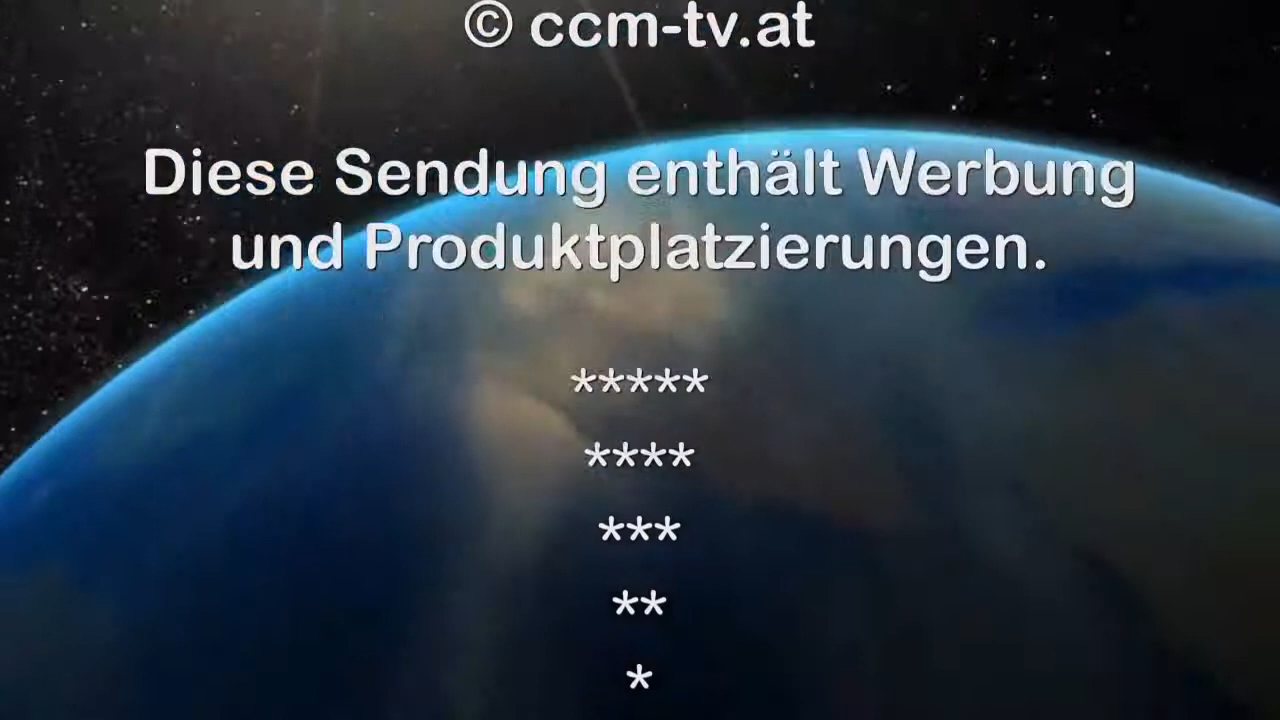 © ccm-tv.at
Diese Sendung enthält Werbung
und Produktplatzierungen.
*****
****
***
**
*